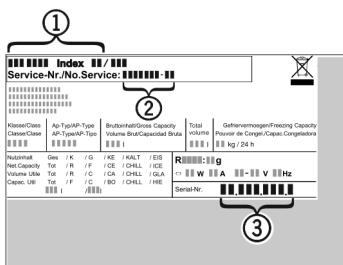 1
Index /
Service-Nr./No.Service: -
2
Klasse/Class Ap-Typ/AP-Type Bruttoinhalt/Gross Capacity Total Gefriervermoegen/Freezing Capacity
Classe/Clase AP-Type/AP-Tipo Volume Brut/Capacidad Bruta volume Pouvoir de Congel./Capac.Congeladora
l l kg / 24 h
Nutzinhalt Ges / K / G / KE / KALT / EIS
Net.Capacity Tot / R / F / CE / CHILL / ICE
Volume Utile Tot / R / C / CA / CHILL / GLA
Capac. Util Tot / F / C / BO / CHILL / HIE
l / l
R : g
W A - V Hz
Serial-Nr. . . .
3